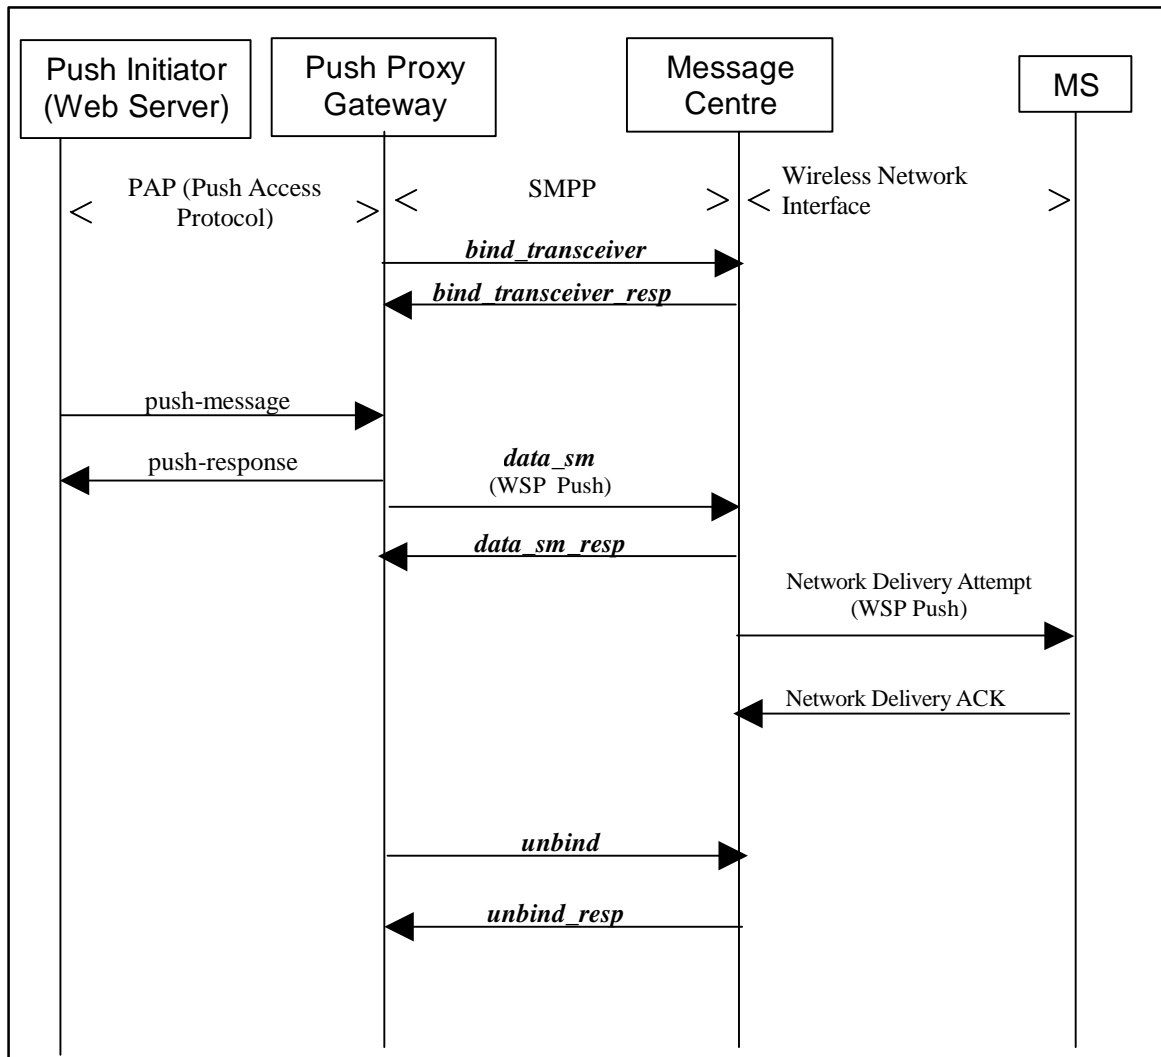 Push Initiator
(Web Server)
Push Proxy
Gateway
Message
Centre
MS
< PAP (Push Access
Protocol) >
< SMPP >
< Wireless Network
Interface >
bind_transceiver
bind_transceiver_resp
push-message
push-response
data_sm
(WSP Push)
data_sm_resp
Network Delivery Attempt
(WSP Push)
Network Delivery ACK
unbind
unbind_resp